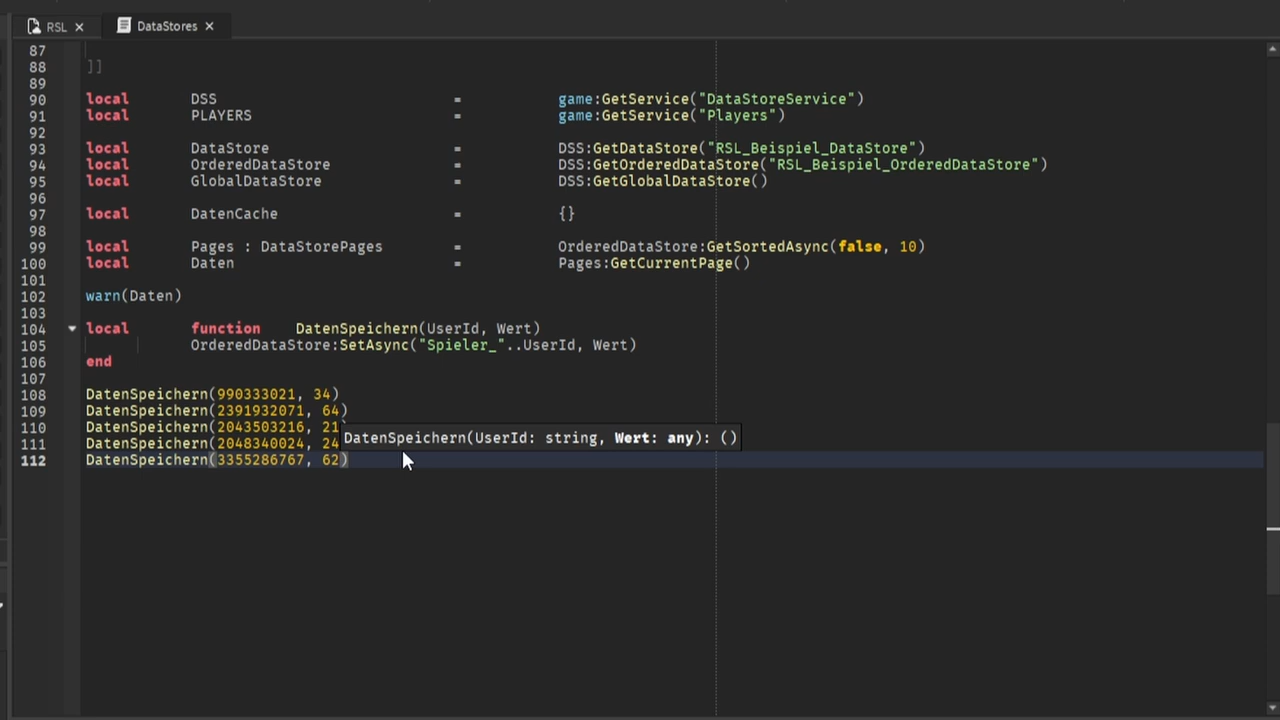 RSL × DataStores ×
87
88 ]]
89
90 local DSS = game:GetService("DataStoreService")
91 local PLAYERS = game:GetService("Players")
92
93 local DataStore = DSS:GetDataStore("RSL_Beispiel_DataStore")
94 local OrderedDataStore = DSS:GetOrderedDataStore("RSL_Beispiel_OrderedDataStore")
95 local GlobalDataStore = DSS:GetGlobalDataStore()
96
97 local DatenCache = {}
98
99 local Pages : DataStorePages = OrderedDataStore:GetSortedAsync(false, 10)
100 local Daten = Pages:GetCurrentPage()
101
102 warn(Daten)
103
104 local function DatenSpeichern(UserId, Wert)
105 OrderedDataStore:SetAsync("Spieler_"..UserId, Wert)
106 end
107
108 DatenSpeichern(990333021, 34)
109 DatenSpeichern(2391932071, 64)
110 DatenSpeichern(2043503216, 21
DatenSpeichern(UserId: string, Wert: any): ()
111 DatenSpeichern(2048340024, 24
112 DatenSpeichern(3355286767, 62)